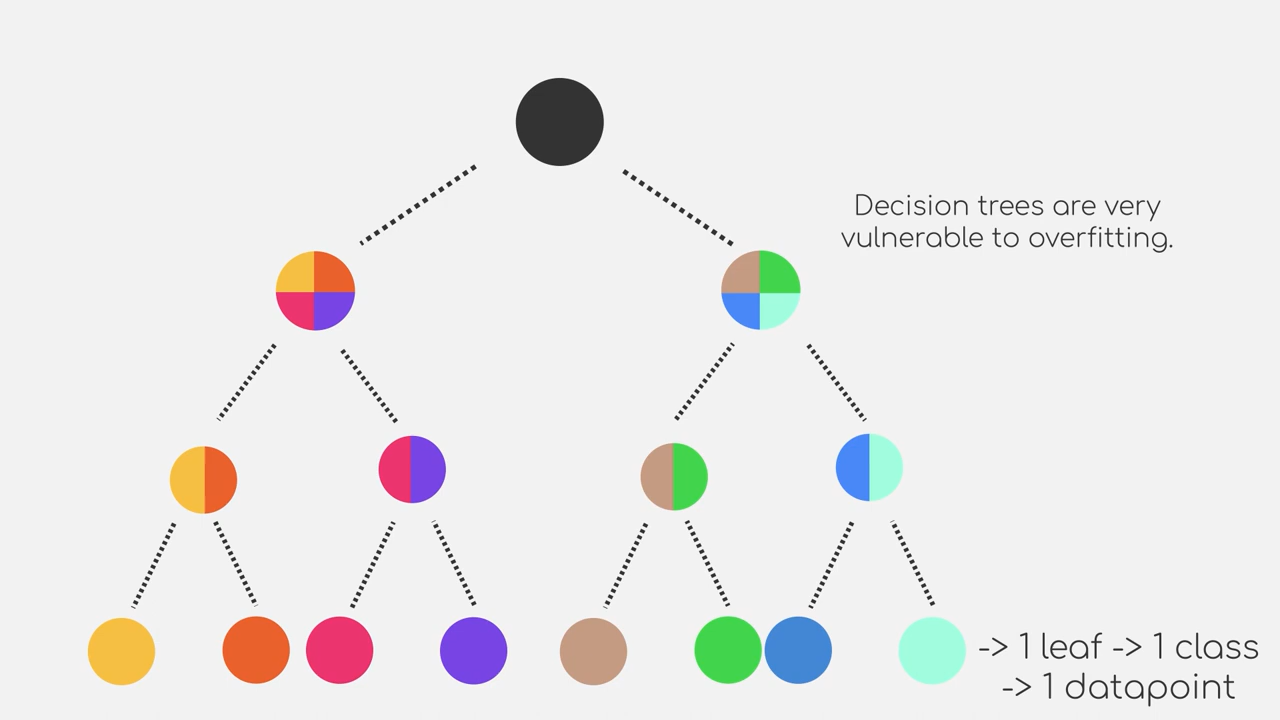 Decision trees are very
vulnerable to overfitting.
-> 1 leaf -> 1 class
-> 1 datapoint